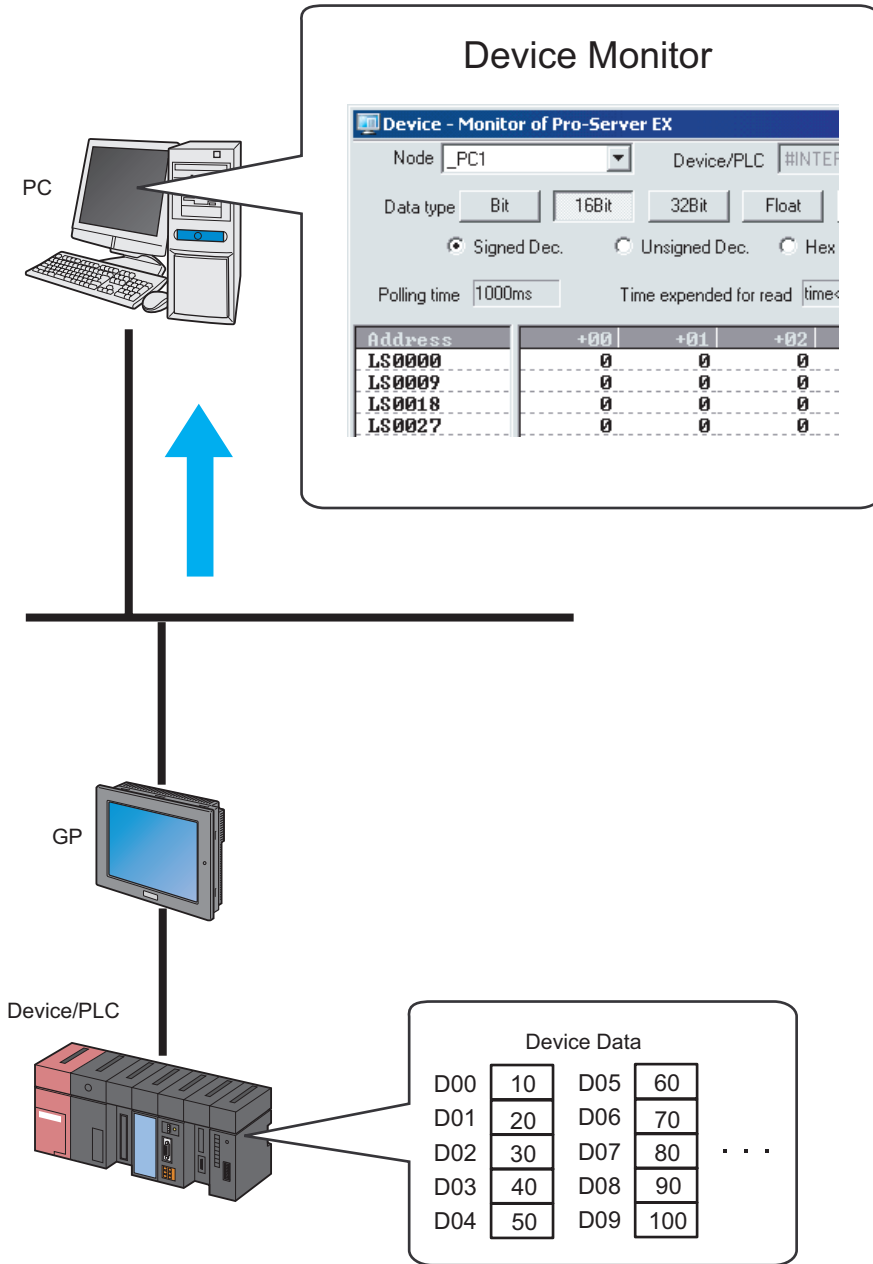 Device Monitor
Device - Monitor of Pro-Server EX
Node _PC1 Device/PLC
Data type Bit 16Bit 32Bit Float
Signed Dec. Unsigned Dec. Hex
Polling time 1000ms Time expended for read time<
Address +00 +01 +02
LS0000 0 0 0
LS0009 0 0 0
LS0018 0 0 0
LS0027 0 0 0
PC
GP
Device/PLC
Device Data
D00 10 D05 60
D01 20 D06 70
D02 30 D07 80 . . .
D03 40 D08 90
D04 50 D09 100